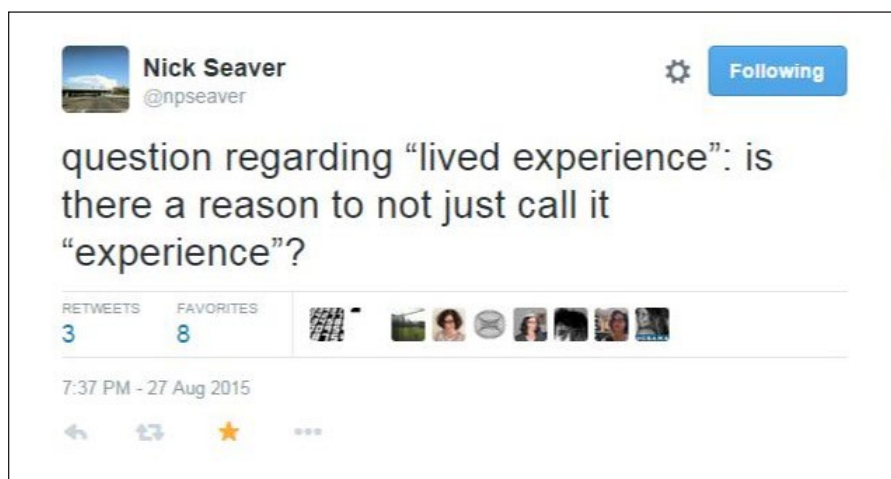 Nick Seaver
@npseaver
Following
question regarding “lived experience”: is
there a reason to not just call it
“experience”?
RETWEETS FAVORITES
3 8
7:37 PM - 27 Aug 2015